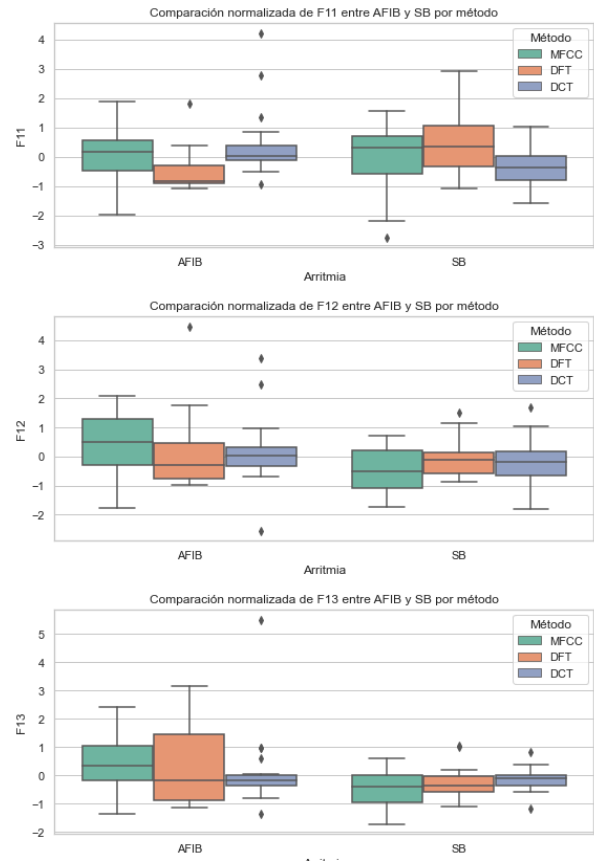 Comparación normalizada de F11 entre AFIB y SB por método
Método
MFCC
DFT
DCT
4
3
2
1
0
−1
−2
−3
F11
AFIB
SB
Arritmia
Comparación normalizada de F12 entre AFIB y SB por método
Método
MFCC
DFT
DCT
4
3
2
1
0
−1
−2
F12
AFIB
SB
Arritmia
Comparación normalizada de F13 entre AFIB y SB por método
Método
MFCC
DFT
DCT
5
4
3
2
1
0
−1
−2
F13
AFIB
SB